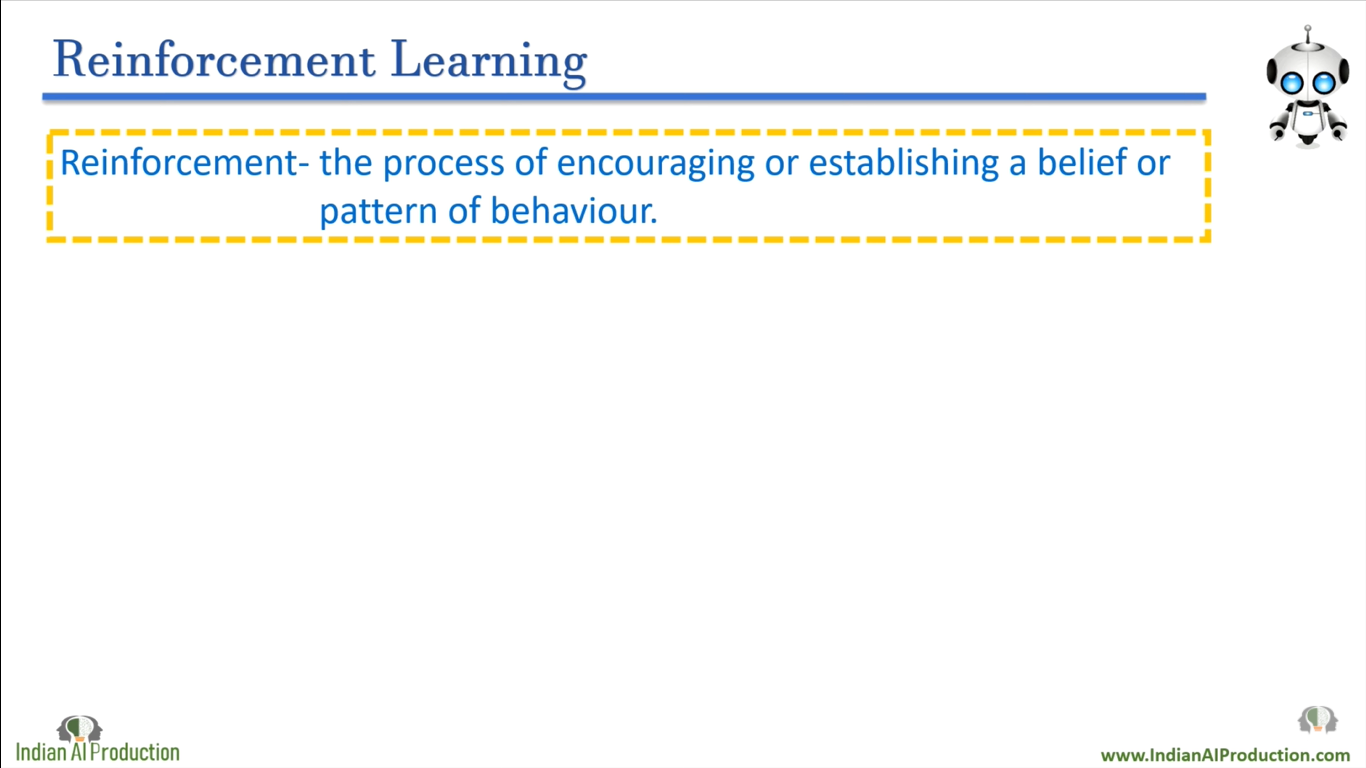 Reinforcement Learning
Reinforcement- the process of encouraging or establishing a belief or
pattern of behaviour.
Indian AI Production
www.IndianAIProduction.com